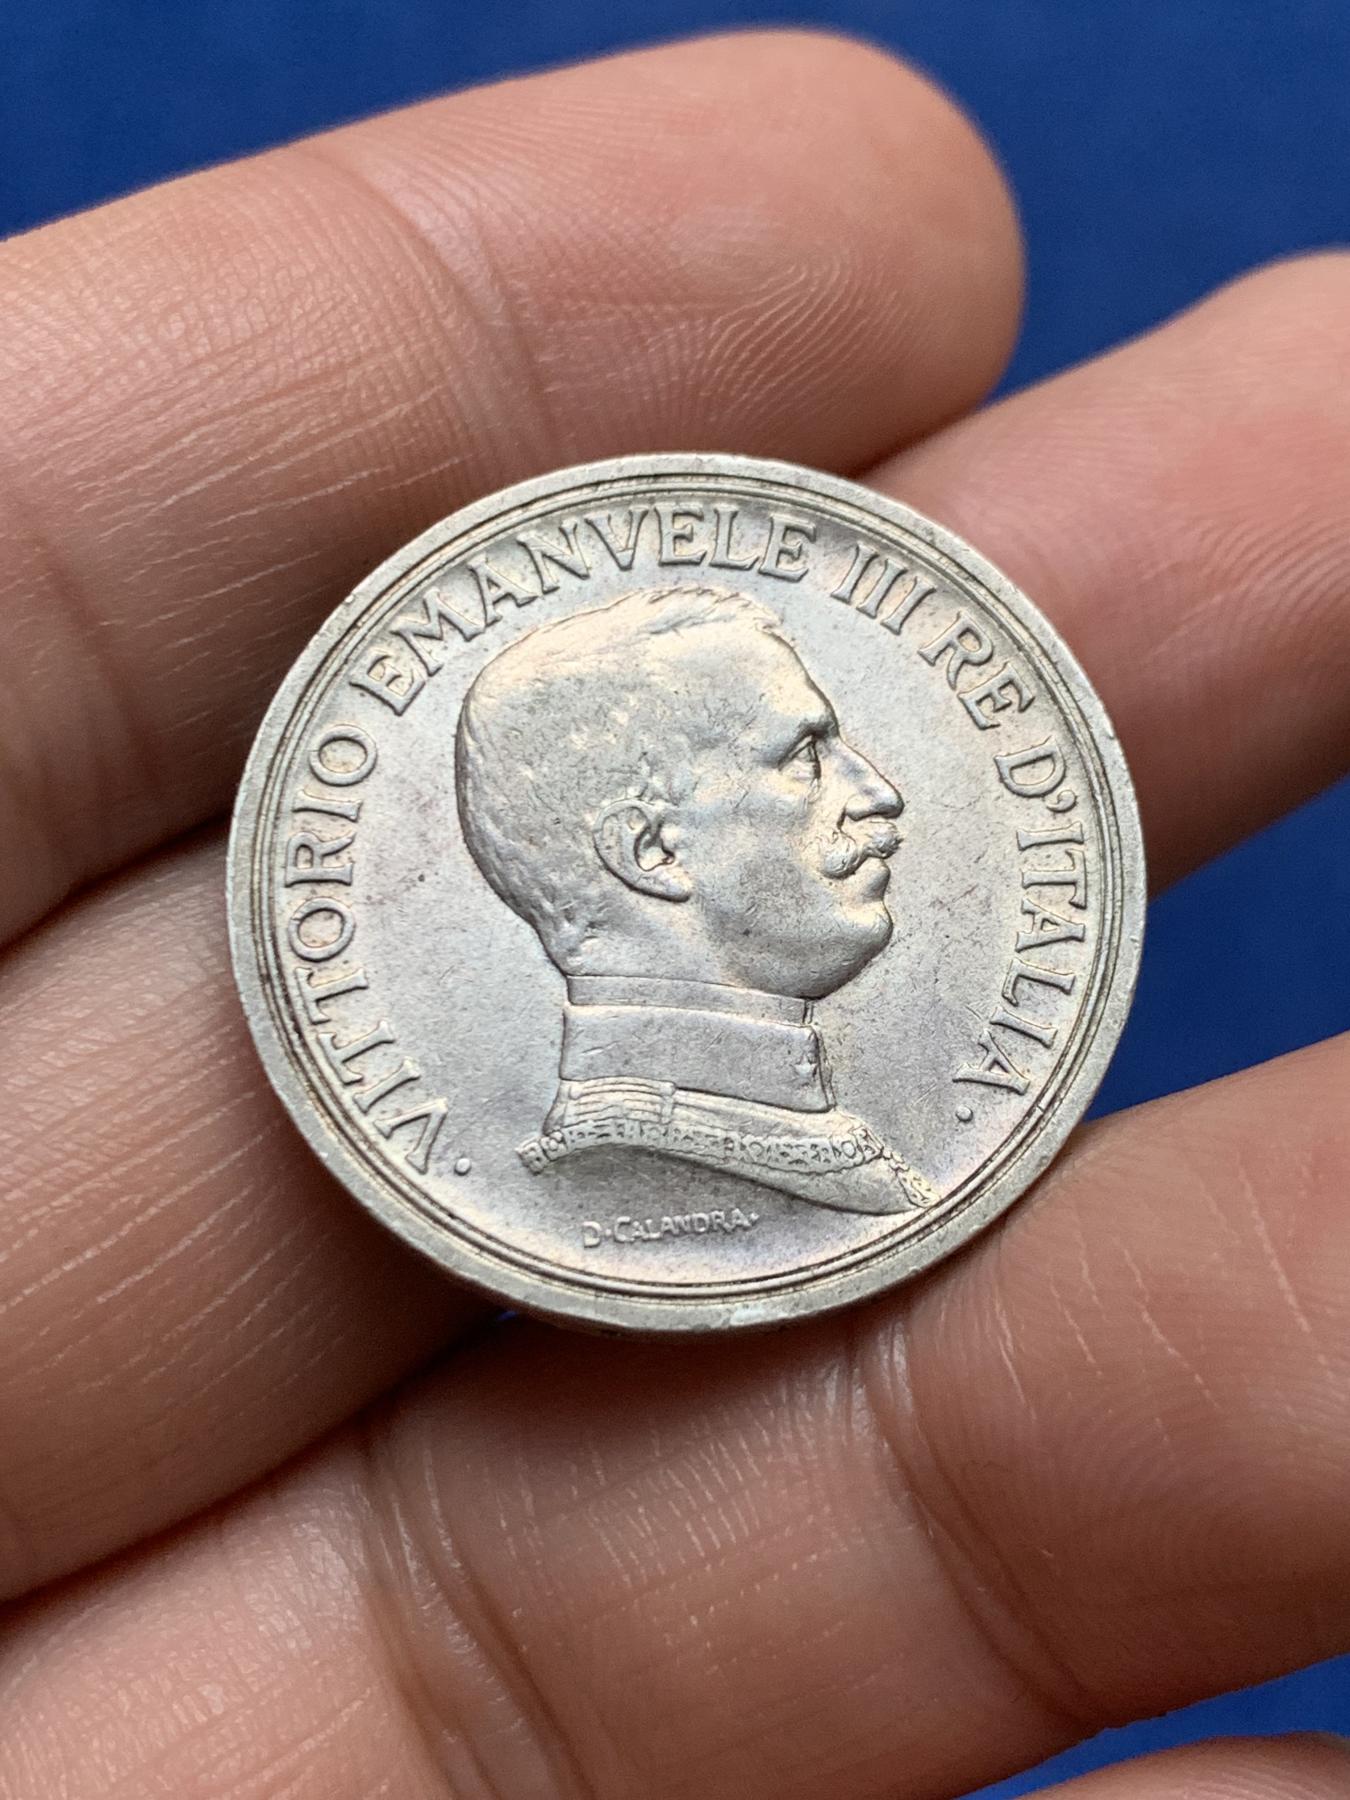 · VITTORIO EMANVELE III RE D'ITALIA ·
D·CALANDRA·